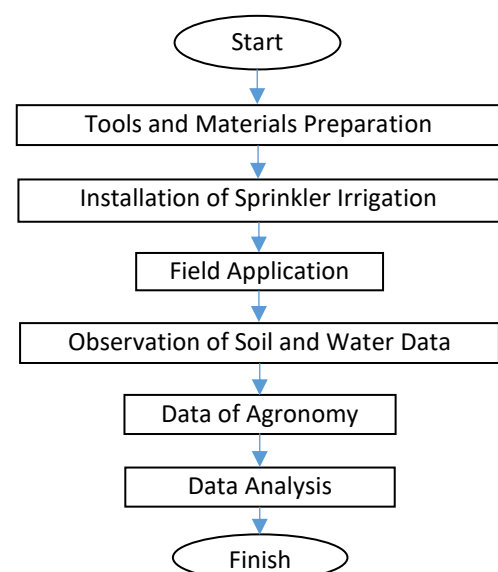 Start
Tools and Materials Preparation
Installation of Sprinkler Irrigation
Field Application
Observation of Soil and Water Data
Data of Agronomy
Data Analysis
Finish